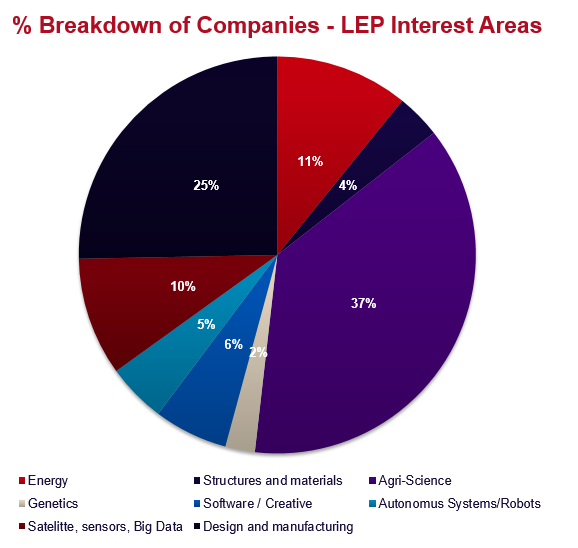 % Breakdown of Companies - LEP Interest Areas
11%
4%
25%
10%
37%
5%
6%
2%
Energy Structures and materials Agri-Science
Genetics Software / Creative Autonomus Systems/Robots
Satelitte, sensors, Big Data Design and manufacturing